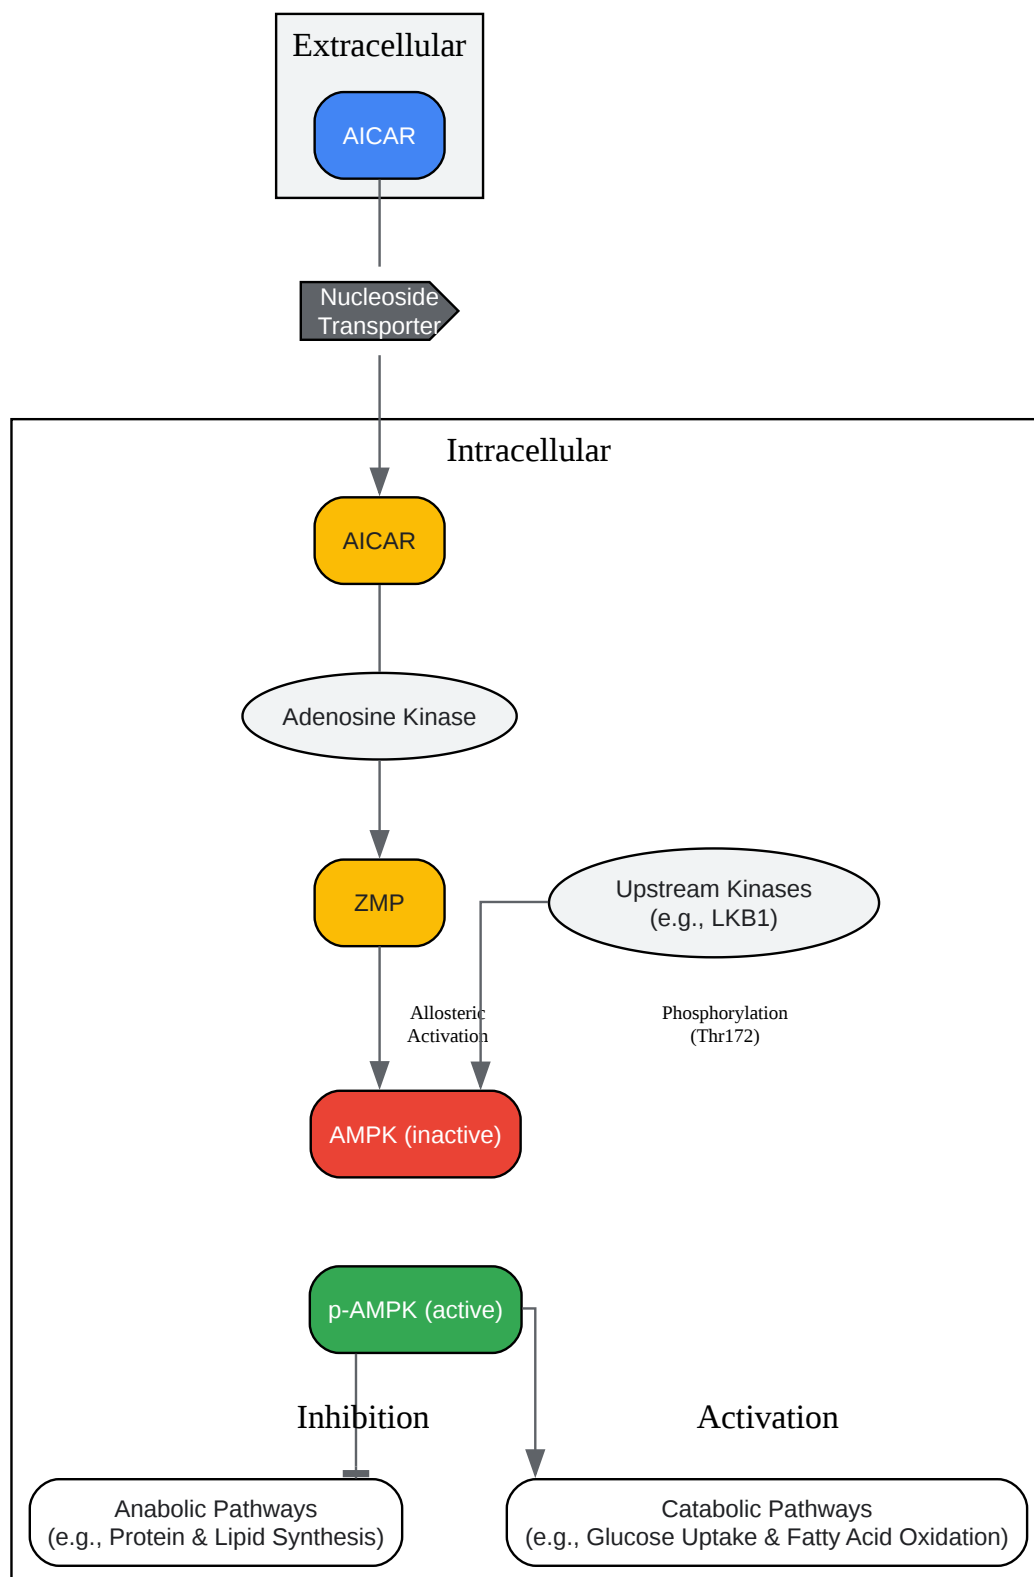 Extracellular
AICAR
Nucleoside
Transporter
Intracellular
AICAR
Adenosine Kinase
ZMP
Upstream Kinases
(e.g., LKB1)
Allosteric
Activation
Phosphorylation
(Thr172)
AMPK (inactive)
p-AMPK (active)
Inhibition
Activation
Anabolic Pathways
(e.g., Protein & Lipid Synthesis)
Catabolic Pathways
(e.g., Glucose Uptake & Fatty Acid Oxidation)